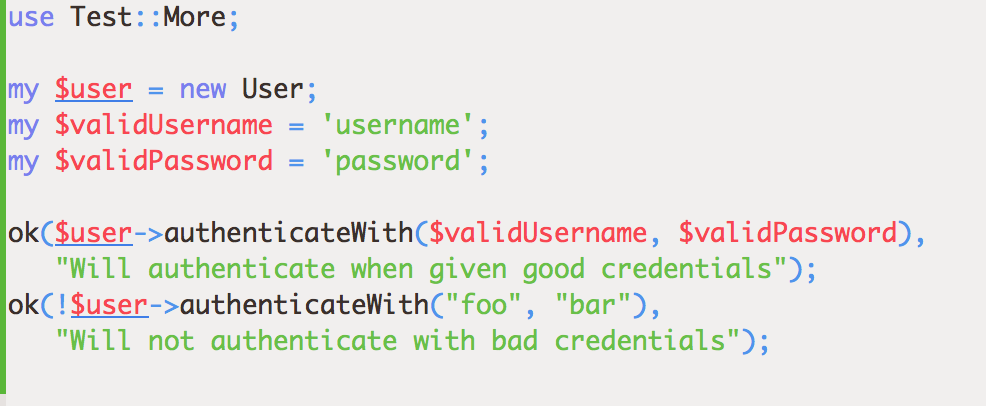 use Test::More;
my $user = new User;
my $validUsername = 'username';
my $validPassword = 'password';
ok($user->authenticateWith($validUsername, $validPassword),
"Will authenticate when given good credentials");
ok(!$user->authenticateWith("foo", "bar"),
"Will not authenticate with bad credentials");